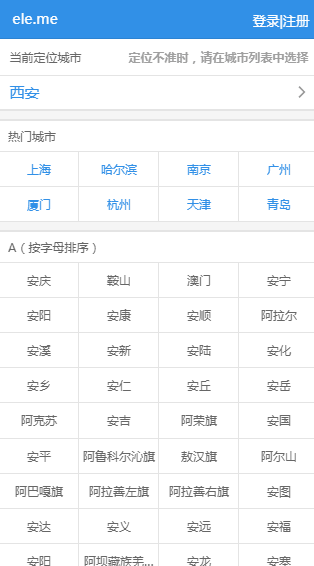 ele.me 登录|注册
当前定位城市 定位不准时，请在城市列表中选择
西安
热门城市
上海 哈尔滨 南京 广州
厦门 杭州 天津 青岛
A（按字母排序）
安庆 鞍山 澳门 安宁
安阳 安康 安顺 阿拉尔
安溪 安新 安陆 安化
安乡 安仁 安丘 安岳
阿克苏 安吉 阿荣旗 安国
安平 阿鲁科尔沁旗 敖汉旗 阿尔山
阿巴嘎旗 阿拉善左旗 阿拉善右旗 安图
安达 安义 安远 安福
安阳 阿坝藏族羌... 安龙 安塞